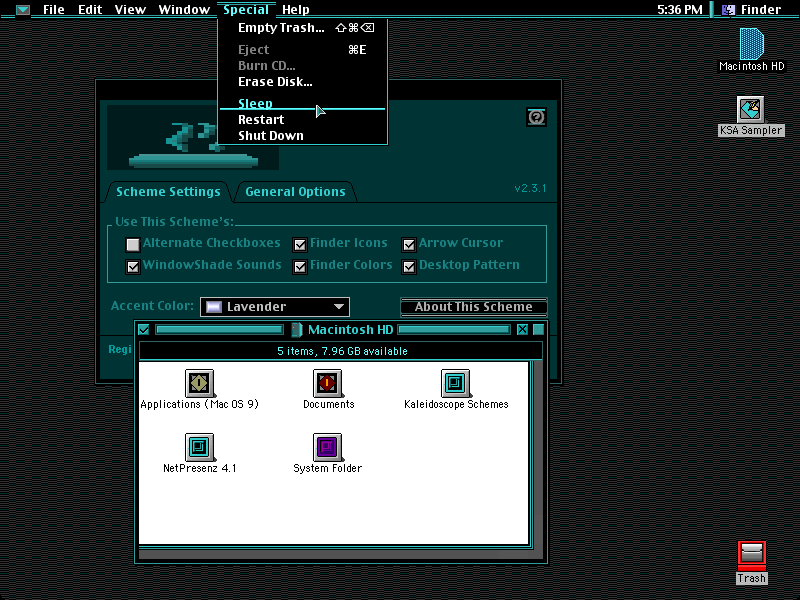 File Edit View Window Special Help 5:36 PM Finder
Empty Trash... ⇧⌘⌫
Eject ⌘E
Burn CD...
Erase Disk...
Sleep
Restart
Shut Down
Macintosh HD
KSA Sampler
Scheme Settings General Options v2.3.1
Use This Scheme's:
Alternate Checkboxes Finder Icons Arrow Cursor
WindowShade Sounds Finder Colors Desktop Pattern
Accent Color: Lavender About This Scheme
Macintosh HD
5 items, 7.96 GB available
Applications (Mac OS 9) Documents Kaleidoscope Schemes
NetPresenz 4.1 System Folder
Trash